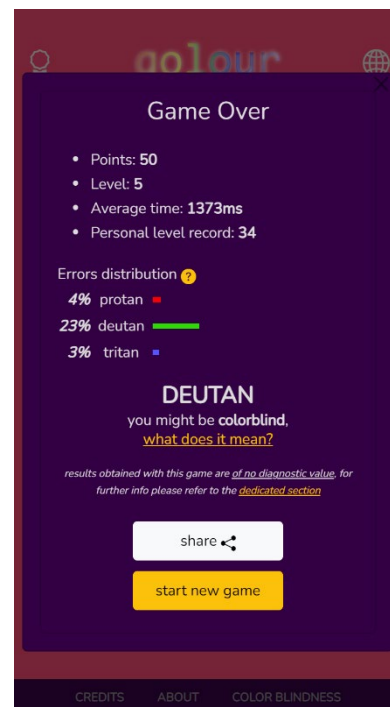 golour
Game Over
• Points: 50
• Level: 5
• Average time: 1373ms
• Personal level record: 34
Errors distribution ?
4% protan
23% deutan
3% tritan
DEUTAN
you might be colorblind,
what does it mean?
results obtained with this game are of no diagnostic value, for
further info please refer to the dedicated section
share
start new game
CREDITS ABOUT COLOR BLINDNESS